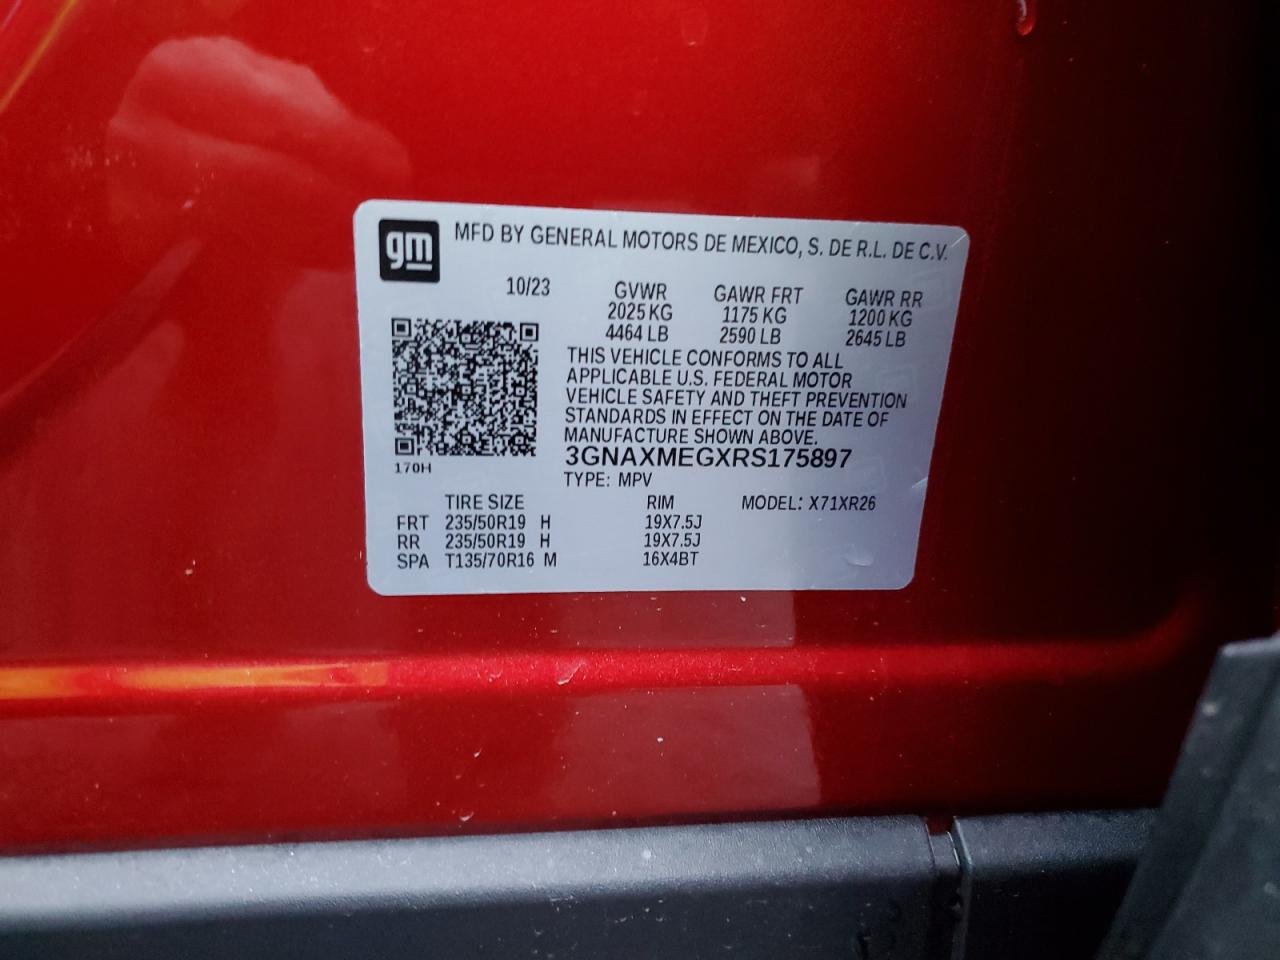 gm
MFD BY GENERAL MOTORS DE MEXICO, S. DE R.L. DE C.V.
10/23 GVWR GAWR FRT GAWR RR
2025 KG 1175 KG 1200 KG
4464 LB 2590 LB 2645 LB
THIS VEHICLE CONFORMS TO ALL
APPLICABLE U.S. FEDERAL MOTOR
VEHICLE SAFETY AND THEFT PREVENTION
STANDARDS IN EFFECT ON THE DATE OF
MANUFACTURE SHOWN ABOVE.
3GNAXMEGXRS175897
170H
TYPE: MPV
TIRE SIZE RIM MODEL: X71XR26
FRT 235/50R19 H 19X7.5J
RR 235/50R19 H 19X7.5J
SPA T135/70R16 M 16X4BT